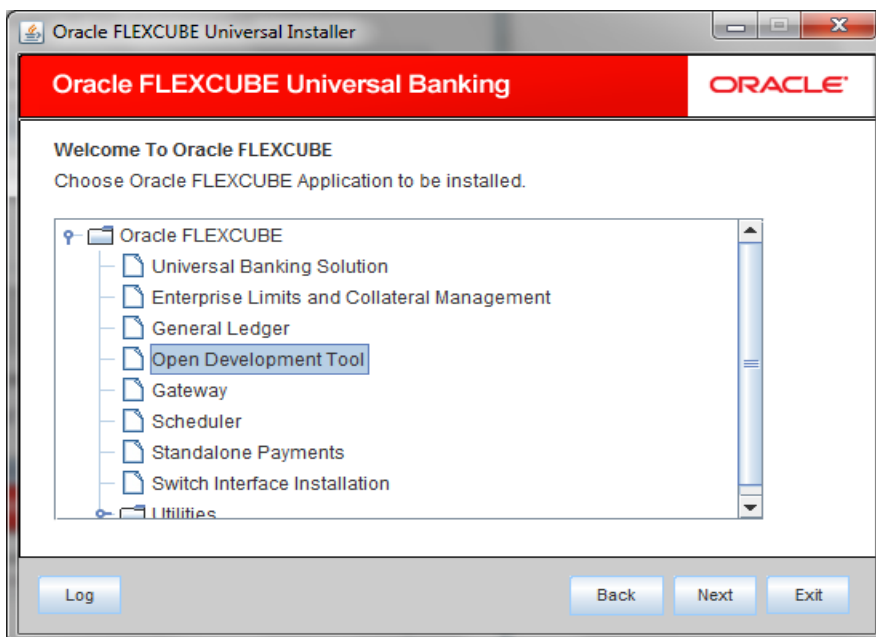 Oracle FLEXCUBE Universal Installer
Oracle FLEXCUBE Universal Banking
ORACLE
Welcome To Oracle FLEXCUBE
Choose Oracle FLEXCUBE Application to be installed.
Oracle FLEXCUBE
Universal Banking Solution
Enterprise Limits and Collateral Management
General Ledger
Open Development Tool
Gateway
Scheduler
Standalone Payments
Switch Interface Installation
Utilities
Log Back Next Exit